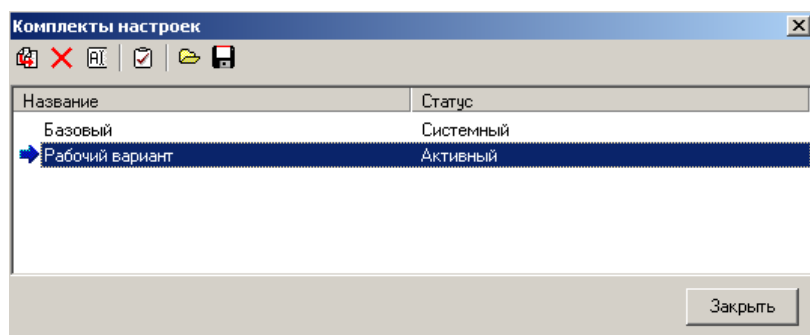 Комплекты настроек
Название Статус
Базовый Системный
Рабочий вариант Активный
Закрыть